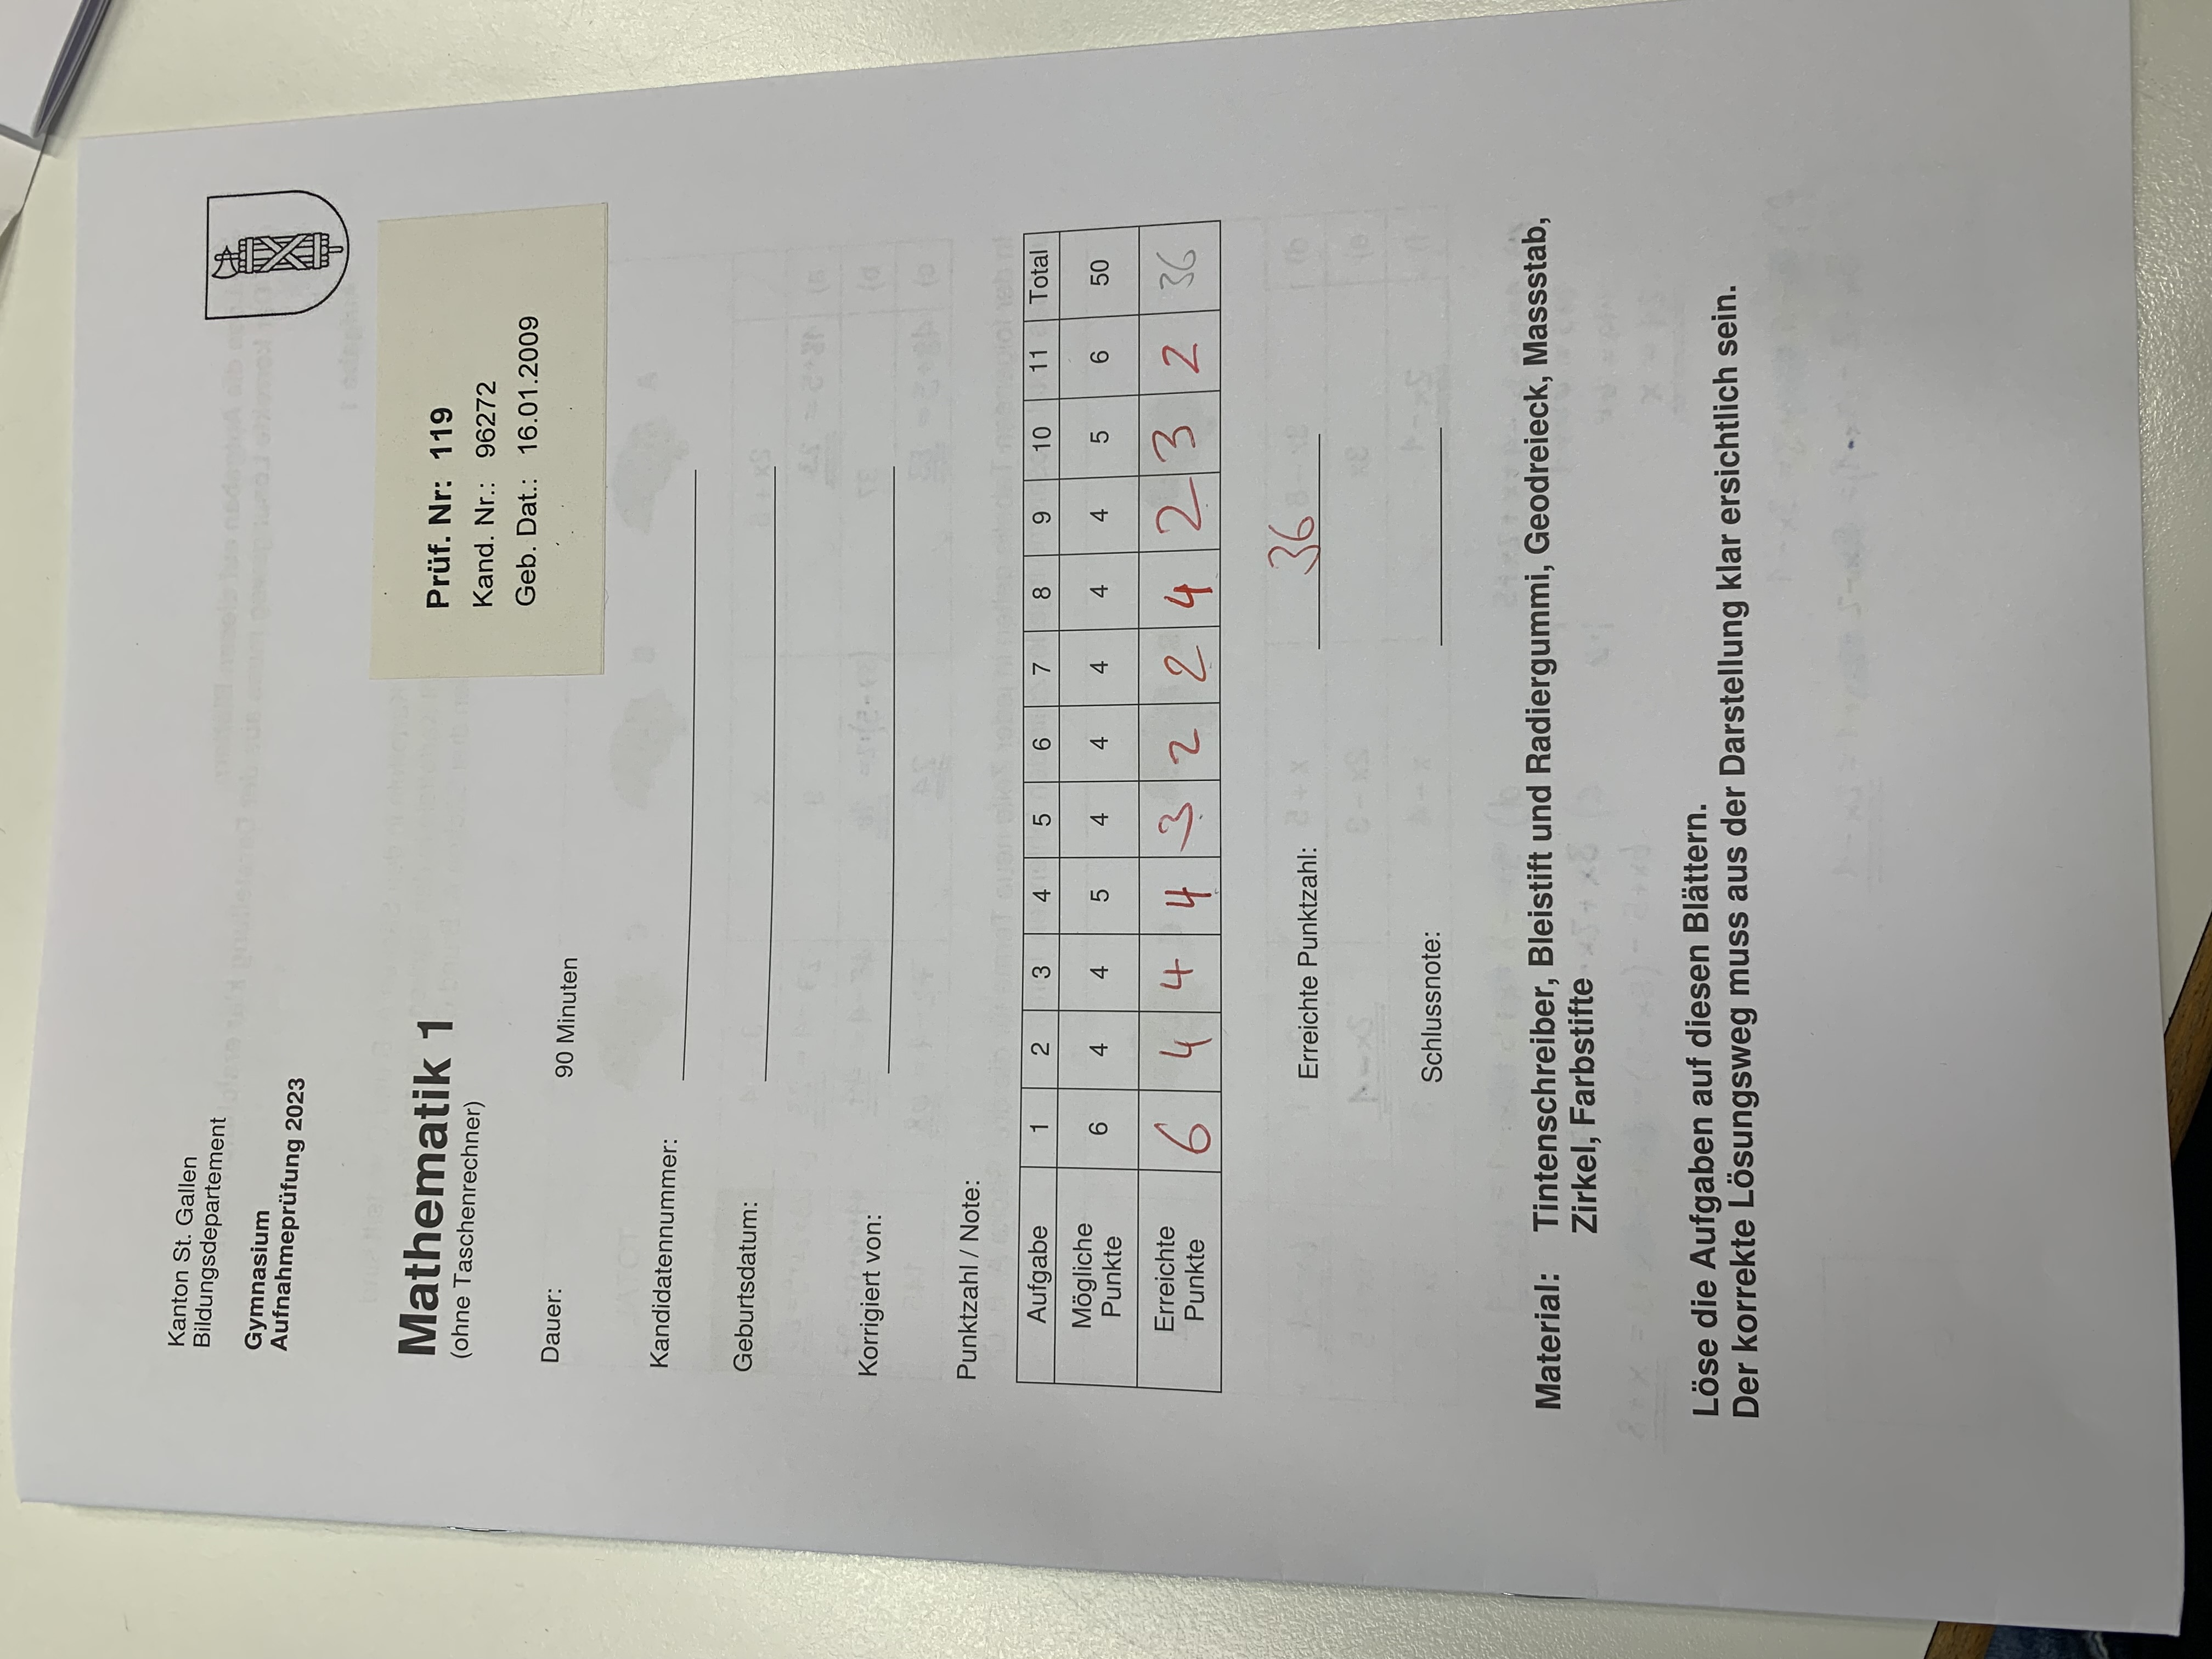 Kanton St. Gallen
Bildungsdepartement
Gymnasium
Aufnahmeprüfung 2023
Mathematik 1
(ohne Taschenrechner)
Prüf. Nr: 119
Kand. Nr.: 96272
Geb. Dat.: 16.01.2009
Dauer: 90 Minuten
Kandidatennummer:
Geburtsdatum:
Korrigiert von:
Punktzahl / Note:
Aufgabe 1 2 3 4 5 6 7 8 9 10 11 Total
Mögliche Punkte 6 4 4 5 4 4 4 4 4 5 6 50
Erreichte Punkte 6 4 4 4 3 2 2 4 2 3 2 36
Erreichte Punktzahl: 36
Schlussnote:
Material: Tintenschreiber, Bleistift und Radiergummi, Geodreieck, Massstab,
Zirkel, Farbstifte
Löse die Aufgaben auf diesen Blättern.
Der korrekte Lösungsweg muss aus der Darstellung klar ersichtlich sein.